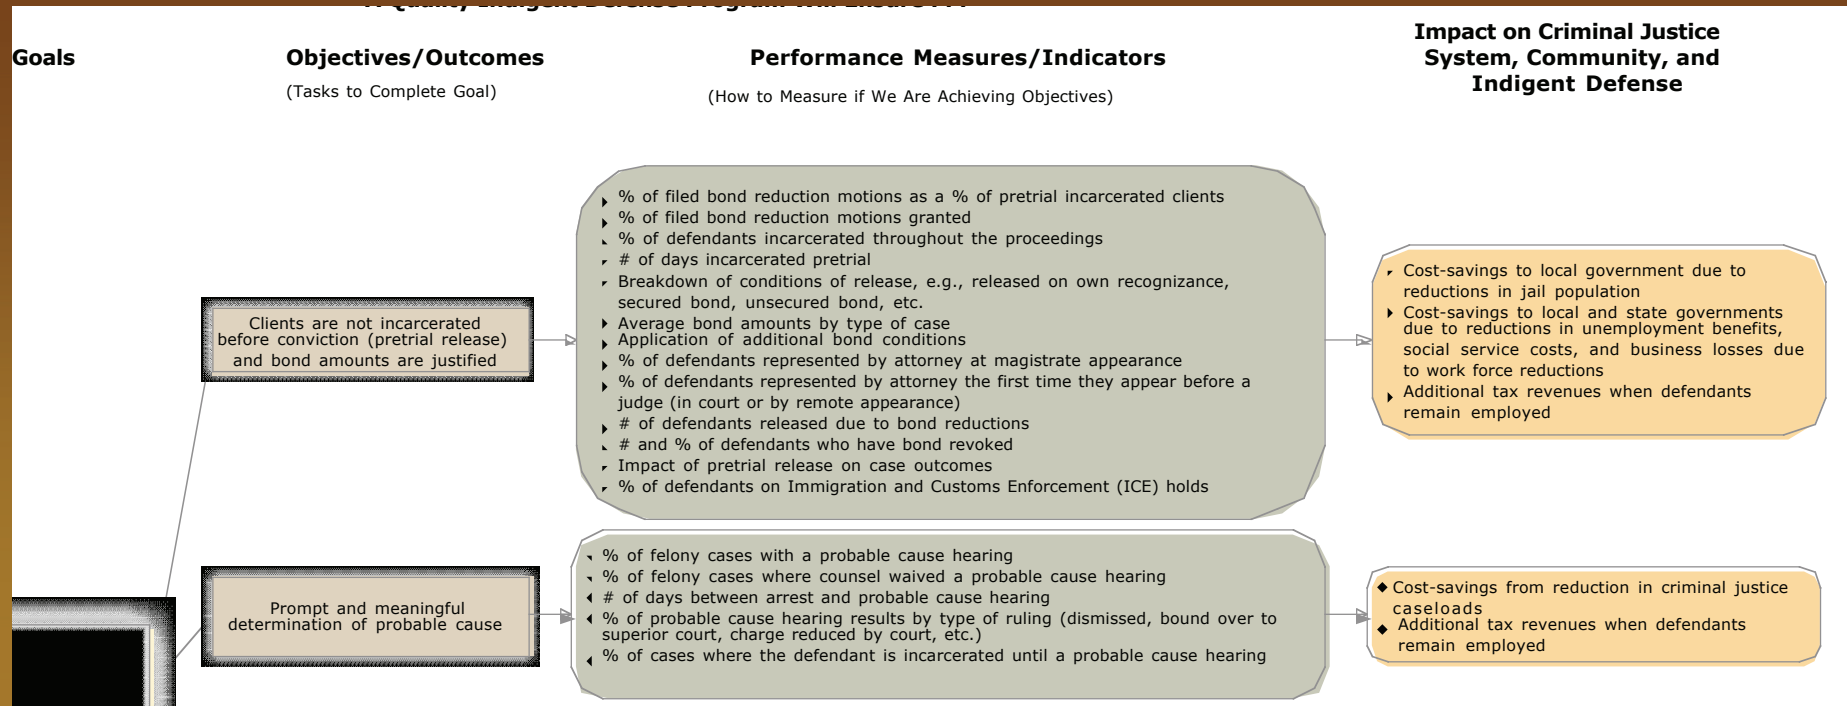 A Quality Indigent Defense Program Will Ensure . . .
Goals
Objectives/Outcomes
(Tasks to Complete Goal)
Performance Measures/Indicators
(How to Measure if We Are Achieving Objectives)
Impact on Criminal Justice
System, Community, and
Indigent Defense
Clients are not incarcerated
before conviction (pretrial release)
and bond amounts are justified
% of filed bond reduction motions as a % of pretrial incarcerated clients
% of filed bond reduction motions granted
% of defendants incarcerated throughout the proceedings
# of days incarcerated pretrial
Breakdown of conditions of release, e.g., released on own recognizance,
secured bond, unsecured bond, etc.
Average bond amounts by type of case
Application of additional bond conditions
% of defendants represented by attorney at magistrate appearance
% of defendants represented by attorney the first time they appear before a
judge (in court or by remote appearance)
# of defendants released due to bond reductions
# and % of defendants who have bond revoked
Impact of pretrial release on case outcomes
% of defendants on Immigration and Customs Enforcement (ICE) holds
Cost-savings to local government due to
reductions in jail population
Cost-savings to local and state governments
due to reductions in unemployment benefits,
social service costs, and business losses due
to work force reductions
Additional tax revenues when defendants
remain employed
Prompt and meaningful
determination of probable cause
% of felony cases with a probable cause hearing
% of felony cases where counsel waived a probable cause hearing
# of days between arrest and probable cause hearing
% of probable cause hearing results by type of ruling (dismissed, bound over to
superior court, charge reduced by court, etc.)
% of cases where the defendant is incarcerated until a probable cause hearing
Cost-savings from reduction in criminal justice
caseloads
Additional tax revenues when defendants
remain employed